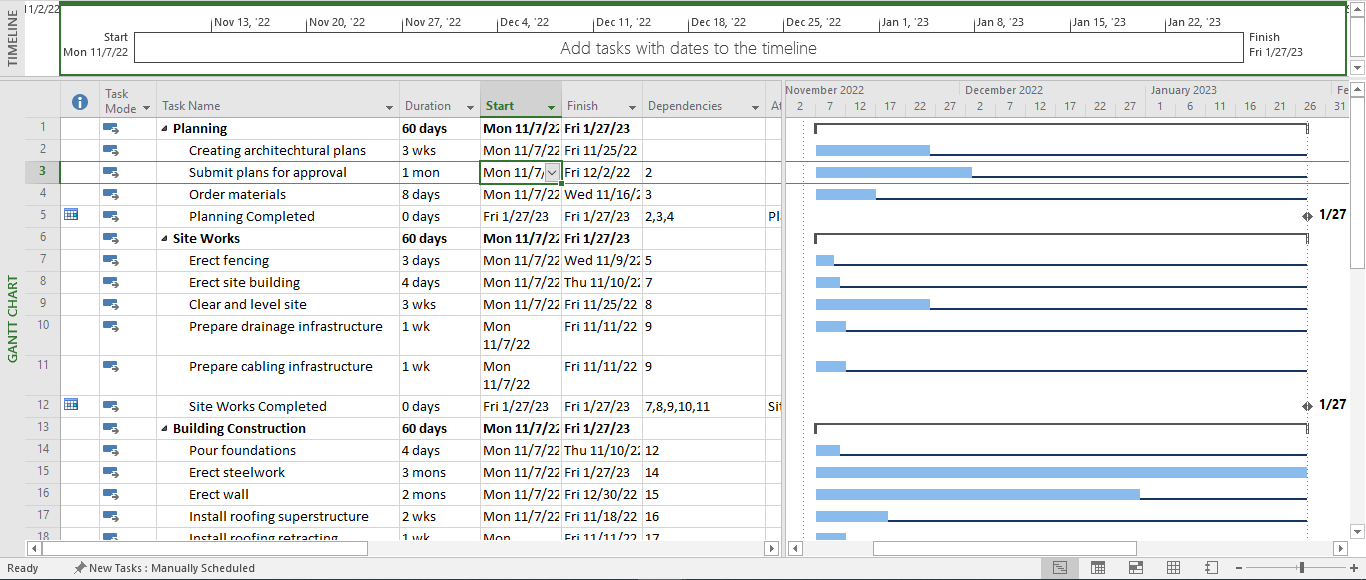 TIMELINE
11/2/22
Nov 13, '22 Nov 20, '22 Nov 27, '22 Dec 4, '22 Dec 11, '22 Dec 18, '22 Dec 25, '22 Jan 1, '23 Jan 8, '23 Jan 15, '23 Jan 22, '23
Start
Mon 11/7/22
Add tasks with dates to the timeline
Finish
Fri 1/27/23
GANTT CHART
Task Mode Task Name Duration Start Finish Dependencies
November 2022 December 2022 January 2023 Fe
2 7 12 17 22 27 2 7 12 17 22 27 1 6 11 16 21 26 31
1 Planning 60 days Mon 11/7/22 Fri 1/27/23
2 Creating architechtural plans 3 wks Mon 11/7/22 Fri 11/25/22
3 Submit plans for approval 1 mon Mon 11/7/ Fri 12/2/22 2
4 Order materials 8 days Mon 11/7/22 Wed 11/16/2 3
5 Planning Completed 0 days Fri 1/27/23 Fri 1/27/23 2,3,4 Pl 1/27
6 Site Works 60 days Mon 11/7/22 Fri 1/27/23
7 Erect fencing 3 days Mon 11/7/22 Wed 11/9/22 5
8 Erect site building 4 days Mon 11/7/22 Thu 11/10/22 7
9 Clear and level site 3 wks Mon 11/7/22 Fri 11/25/22 8
10 Prepare drainage infrastructure 1 wk Mon 11/7/22 Fri 11/11/22 9
11 Prepare cabling infrastructure 1 wk Mon 11/7/22 Fri 11/11/22 9
12 Site Works Completed 0 days Fri 1/27/23 Fri 1/27/23 7,8,9,10,11 Sit 1/27
13 Building Construction 60 days Mon 11/7/22 Fri 1/27/23
14 Pour foundations 4 days Mon 11/7/22 Thu 11/10/22 12
15 Erect steelwork 3 mons Mon 11/7/22 Fri 1/27/23 14
16 Erect wall 2 mons Mon 11/7/22 Fri 12/30/22 15
17 Install roofing superstructure 2 wks Mon 11/7/22 Fri 11/18/22 16
18 Install roofing retracting 1 wk Mon Fri 11/11/22 17
Ready New Tasks : Manually Scheduled